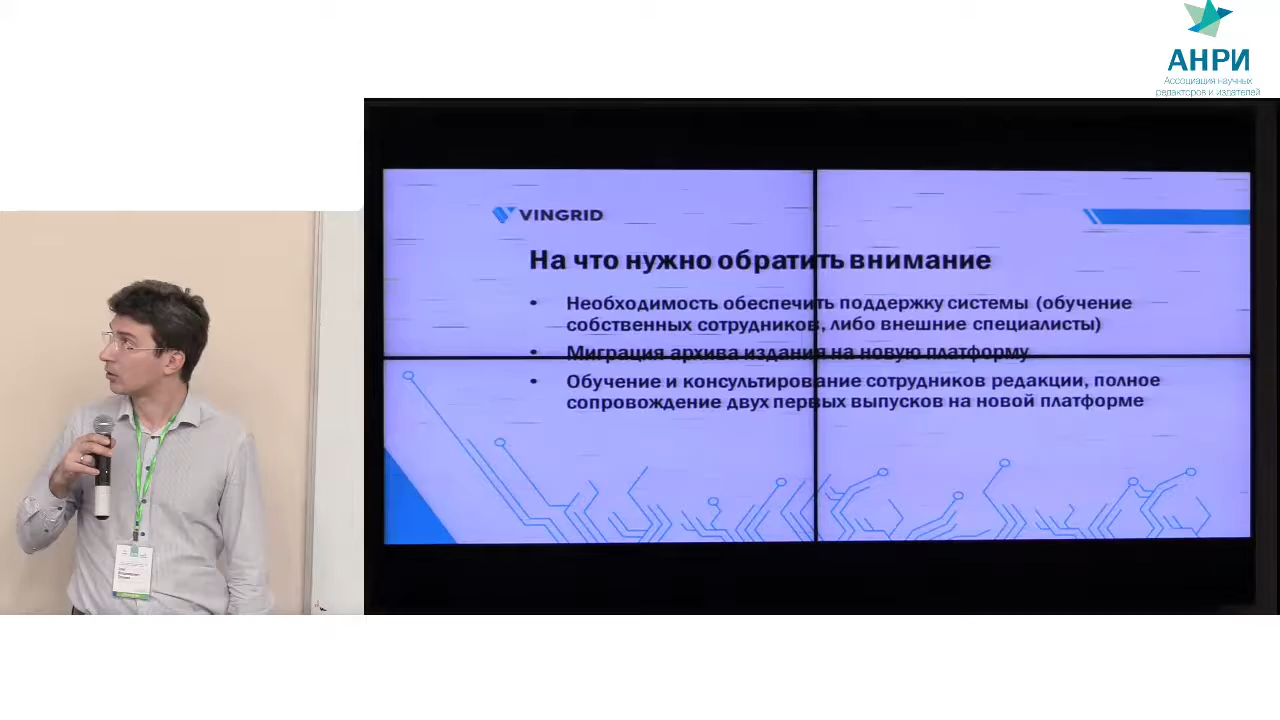 АНРИ
Ассоциация научных
редакторов и издателей
VINGRID
На что нужно обратить внимание
• Необходимость обеспечить поддержку системы (обучение
собственных сотрудников, либо внешние специалисты)
• Миграция архива издания на новую платформу
• Обучение и консультирование сотрудников редакции, полное
сопровождение двух первых выпусков на новой платформе